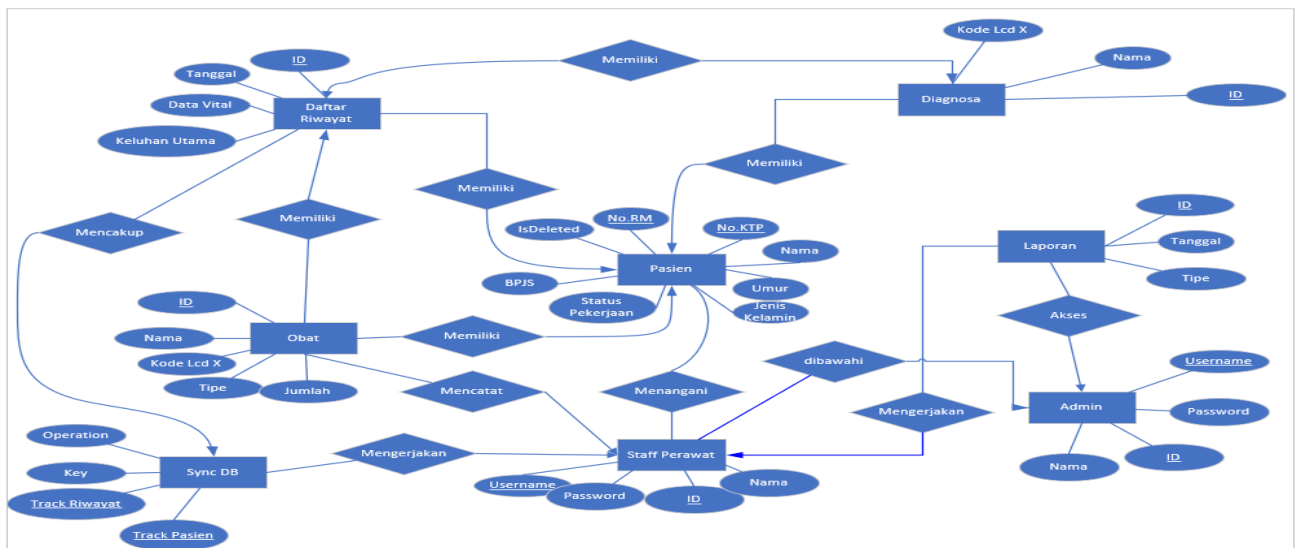 Kode Lcd X
ID
Memiliki
Nama
Tanggal
Diagnosa
ID
Data Vital
Daftar
Riwayat
Keluhan Utama
Memiliki
Memiliki
No.RM
ID
Memiliki
Mencakup
IsDeleted
No.KTP
Laporan
Tanggal
Nama
Pasien
BPJS
Umur
Tipe
ID
Status
Pekerjaan
Jenis
Kelamin
Akses
Nama
Obat
Memiliki
Kode Lcd X
dibawahi
Username
Tipe
Jumlah
Mencatat
Menangani
Mengerjakan
Admin
Password
Operation
Mengerjakan
Staff Perawat
ID
Nama
Key
Sync DB
Username
Password
ID
Nama
Track Riwayat
Track Pasien